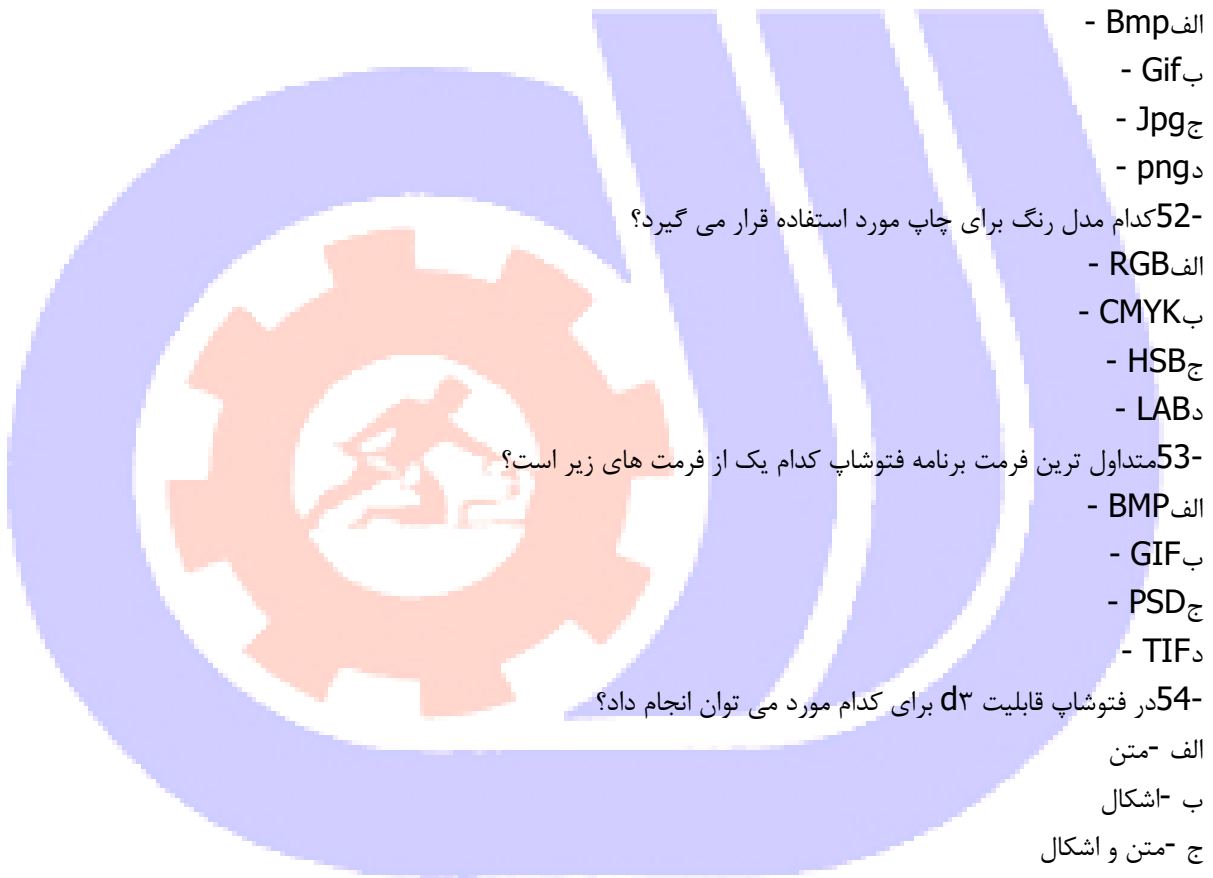 الف- Bmp
ب- Gif
ج- Jpg
د- png
52-کدام مدل رنگ برای چاپ مورد استفاده قرار می گیرد؟
الف- RGB
ب- CMYK
ج- HSB
د- LAB
53-متداول ترین فرمت برنامه فتوشاپ کدام یک از فرمت های زیر است؟
الف- BMP
ب- GIF
ج- PSD
د- TIF
54-در فتوشاپ قابلیت d۳ برای کدام مورد می توان انجام داد؟
الف -متن
ب -اشکال
ج -متن و اشکال